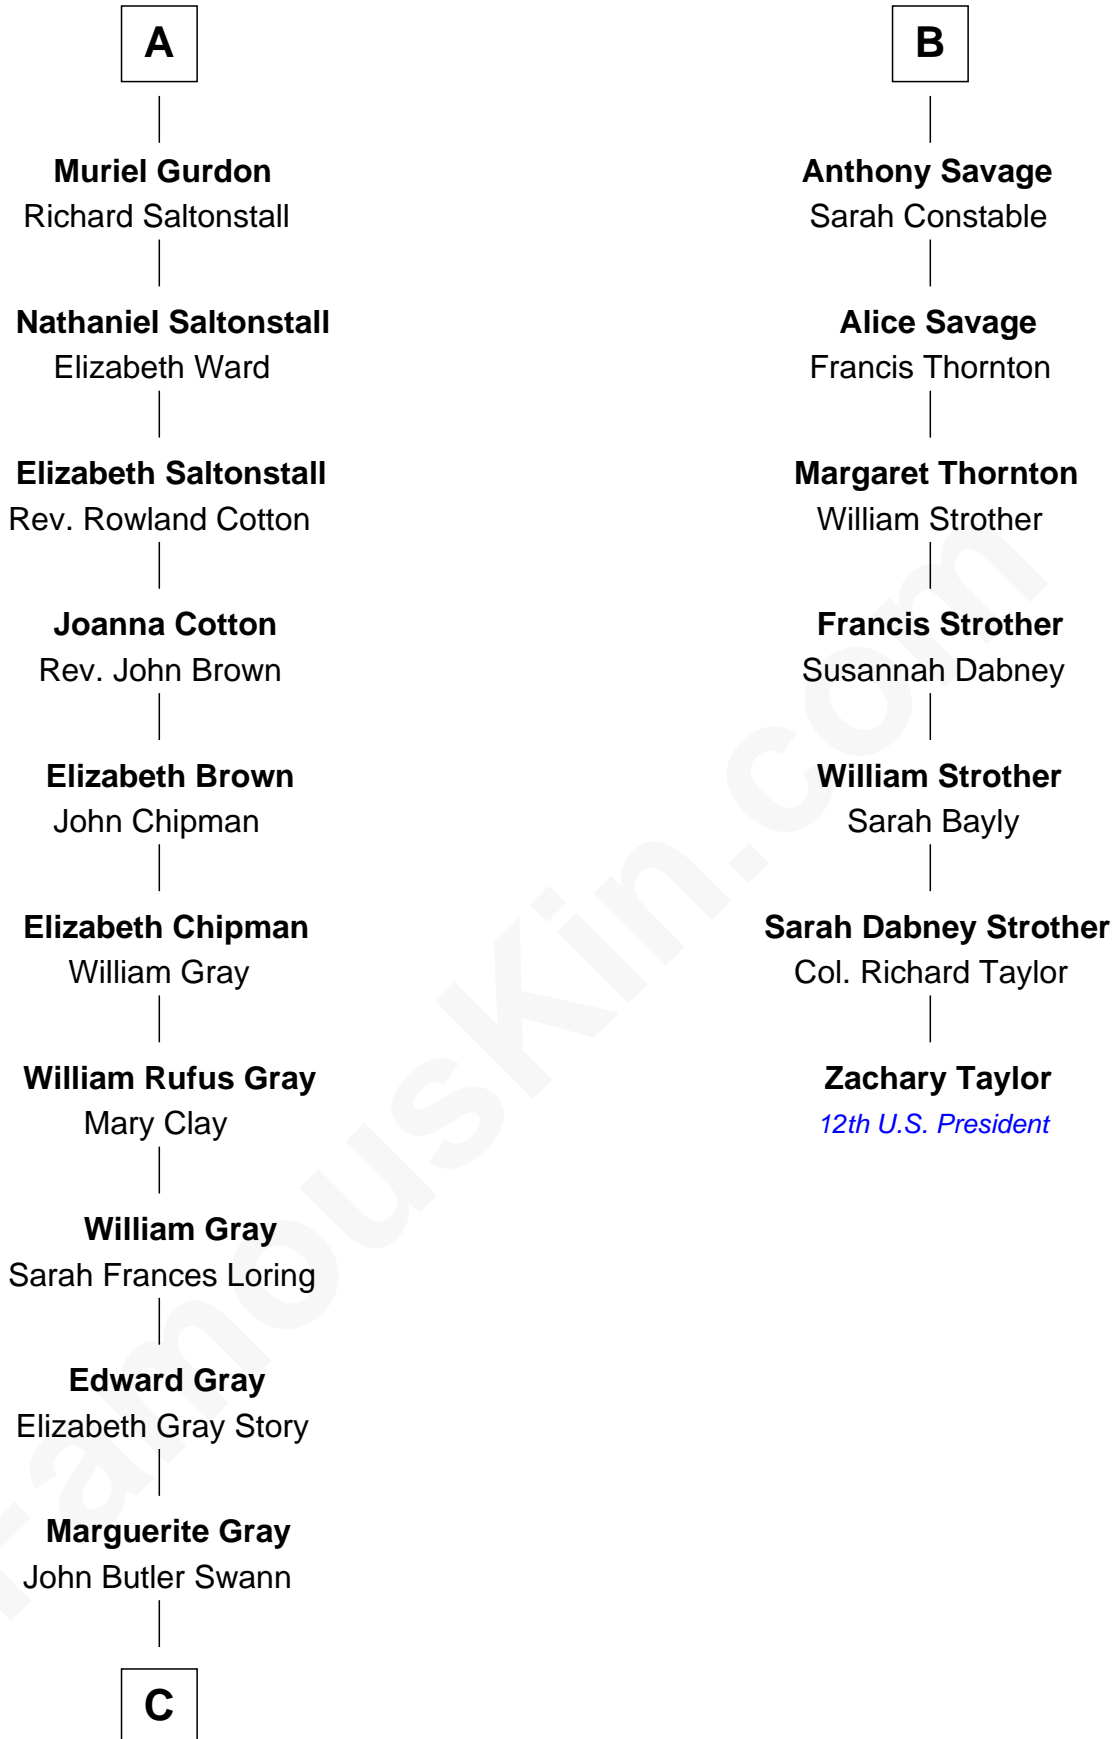 A
Muriel Gurdon
Richard Saltonstall
Nathaniel Saltonstall
Elizabeth Ward
Elizabeth Saltonstall
Rev. Rowland Cotton
Joanna Cotton
Rev. John Brown
Elizabeth Brown
John Chipman
Elizabeth Chipman
William Gray
William Rufus Gray
Mary Clay
William Gray
Sarah Frances Loring
Edward Gray
Elizabeth Gray Story
Marguerite Gray
John Butler Swann
C
B
Anthony Savage
Sarah Constable
Alice Savage
Francis Thornton
Margaret Thornton
William Strother
Francis Strother
Susannah Dabney
William Strother
Sarah Bayly
Sarah Dabney Strother
Col. Richard Taylor
Zachary Taylor
12th U.S. President
FamousKin.com